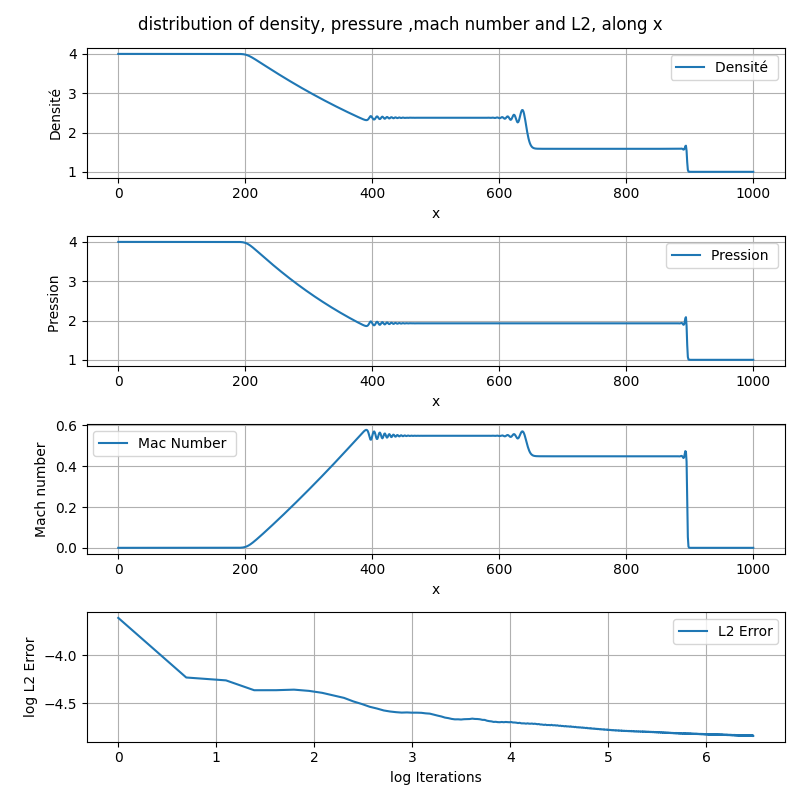 distribution of density, pressure ,mach number and L2, along x
4
3
2
1
Densité
Densité
0 200 400 600 800 1000
x
4
3
2
1
Pression
Pression
0 200 400 600 800 1000
x
0.6
0.4
0.2
0.0
Mach number
Mac Number
0 200 400 600 800 1000
x
−4.0
−4.5
log L2 Error
L2 Error
0 1 2 3 4 5 6
log Iterations